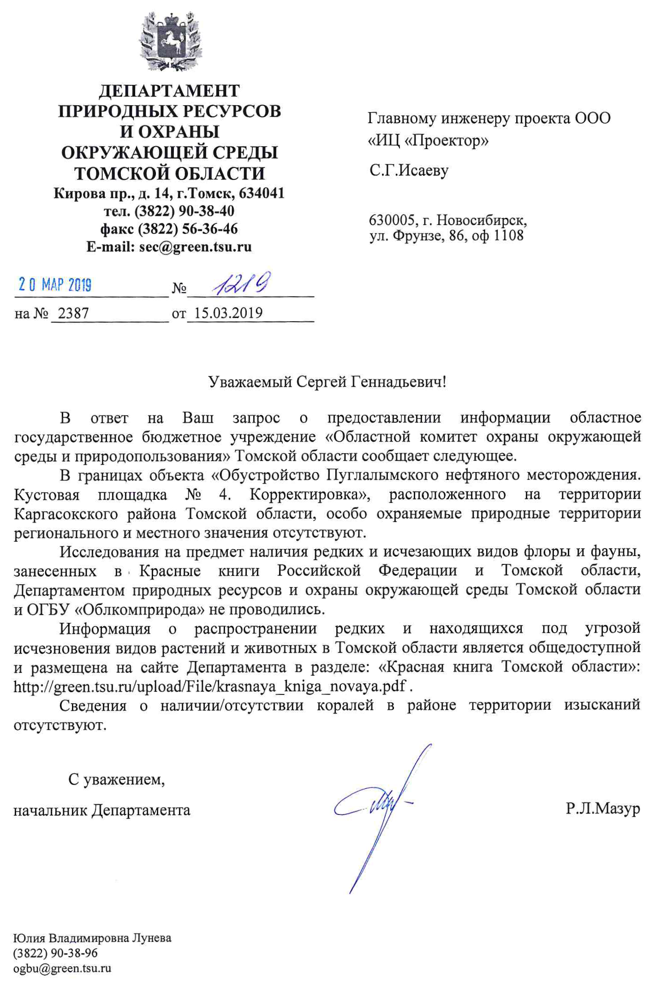 ДЕПАРТАМЕНТ
ПРИРОДНЫХ РЕСУРСОВ
И ОХРАНЫ
ОКРУЖАЮЩЕЙ СРЕДЫ
ТОМСКОЙ ОБЛАСТИ
Кирова пр., д. 14, г.Томск, 634041
тел. (3822) 90-38-40
факс (3822) 56-36-46
E-mail: sec@green.tsu.ru
20 МАР 2019 № 1219
на № 2387 от 15.03.2019
Главному инженеру проекта ООО
«ИЦ «Проектор»
С.Г.Исаеву
630005, г. Новосибирск,
ул. Фрунзе, 86, оф 1108
Уважаемый Сергей Геннадьевич!
В ответ на Ваш запрос о предоставлении информации областное
государственное бюджетное учреждение «Областной комитет охраны окружающей
среды и природопользования» Томской области сообщает следующее.
В границах объекта «Обустройство Пуглалымского нефтяного месторождения.
Кустовая площадка № 4. Корректировка», расположенного на территории
Каргасокского района Томской области, особо охраняемые природные территории
регионального и местного значения отсутствуют.
Исследования на предмет наличия редких и исчезающих видов флоры и фауны,
занесенных в Красные книги Российской Федерации и Томской области,
Департаментом природных ресурсов и охраны окружающей среды Томской области
и ОГБУ «Облкомприрода» не проводились.
Информация о распространении редких и находящихся под угрозой
исчезновения видов растений и животных в Томской области является общедоступной
и размещена на сайте Департамента в разделе: «Красная книга Томской области»:
http://green.tsu.ru/upload/File/krasnaya_kniga_novaya.pdf .
Сведения о наличии/отсутствии коралей в районе территории изысканий
отсутствуют.
С уважением,
начальник Департамента Р.Л.Мазур
Юлия Владимировна Лунева
(3822) 90-38-96
ogbu@green.tsu.ru